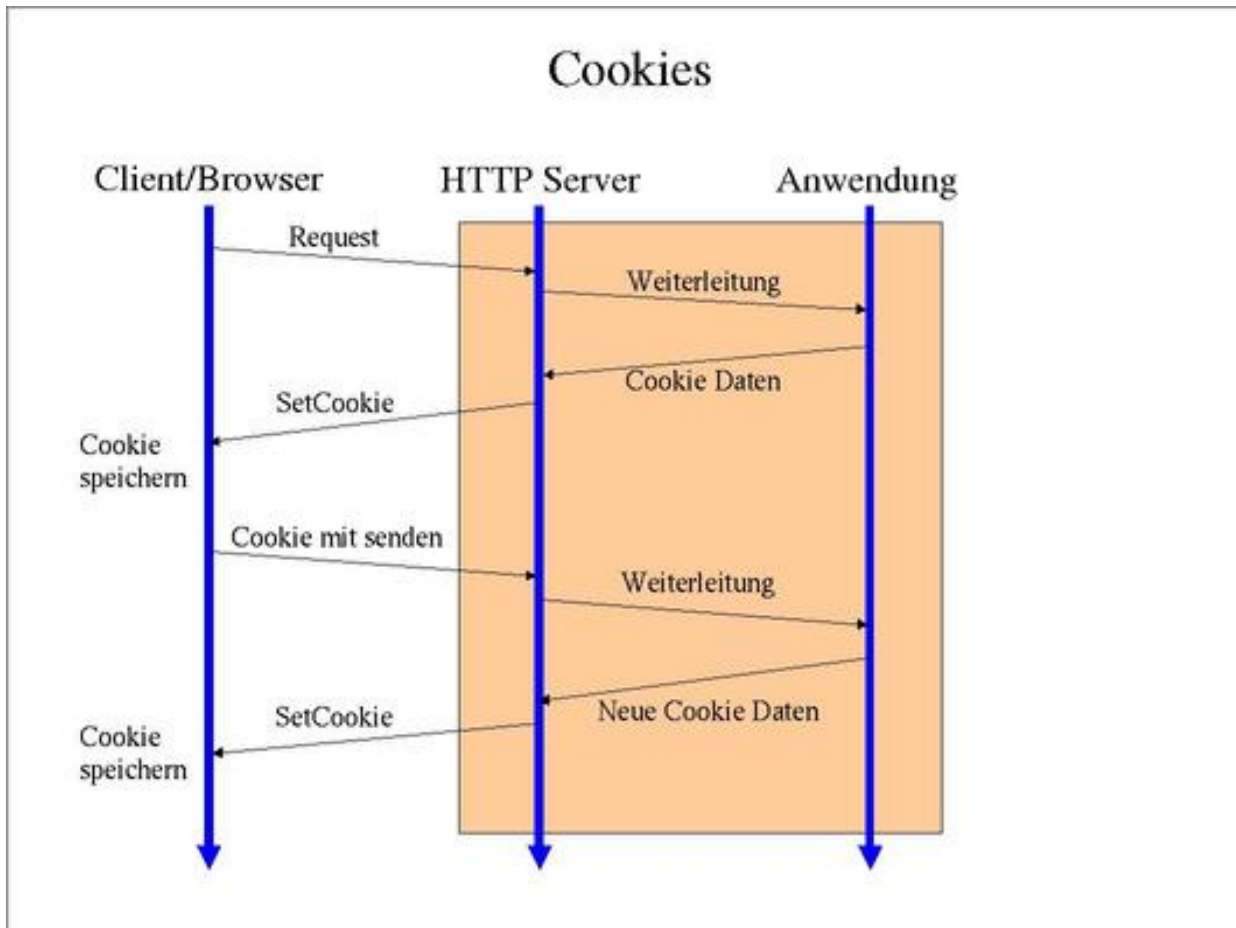 Cookies
Client/Browser
HTTP Server
Anwendung
Request
Weiterleitung
Cookie Daten
SetCookie
Cookie
speichern
Cookie mit senden
Weiterleitung
Neue Cookie Daten
SetCookie
Cookie
speichern